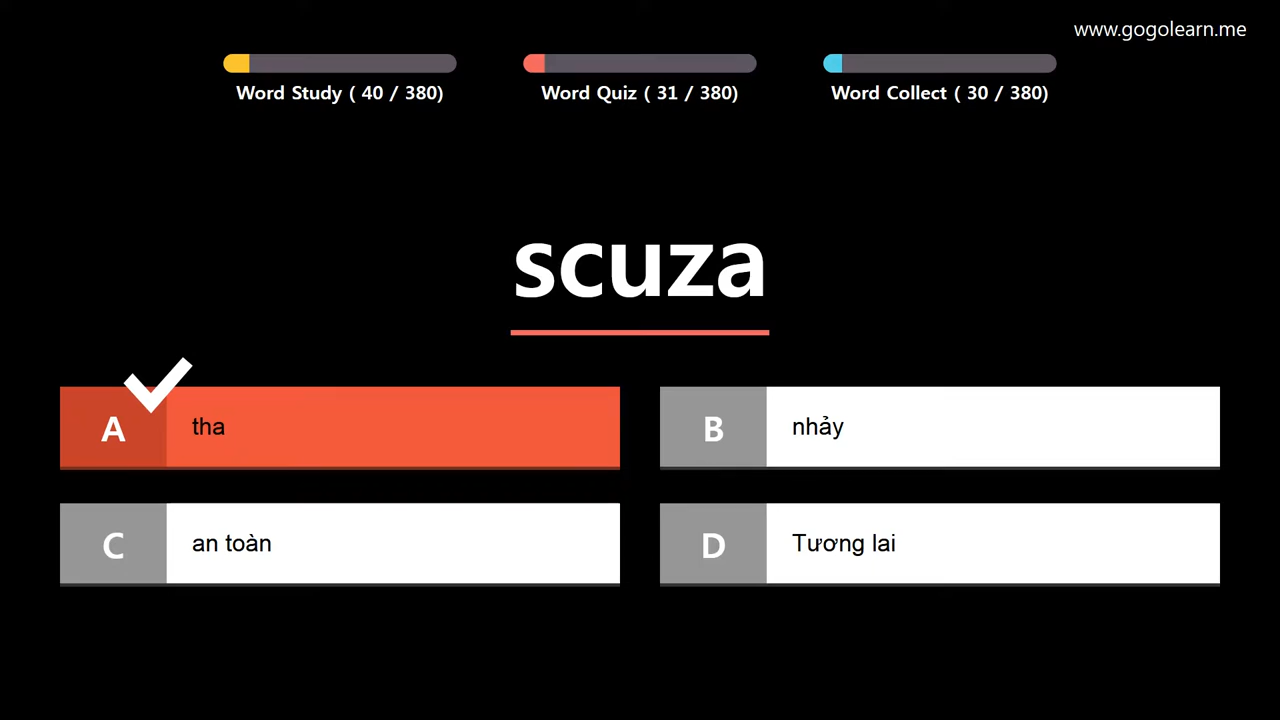 www.gogolearn.me
Word Study ( 40 / 380)
Word Quiz ( 31 / 380)
Word Collect ( 30 / 380)
scuza
A tha
B nhảy
C an toàn
D Tương lai